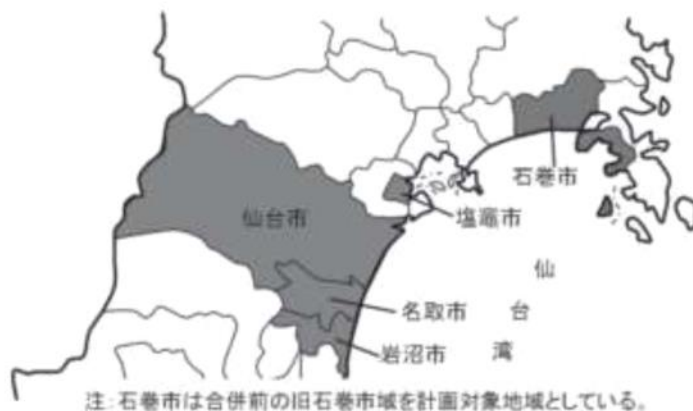 石巻市
仙台市
塩竈市
仙台湾
名取市
岩沼市
注:石巻市は合併前の旧石巻市域を計画対象地域としている。